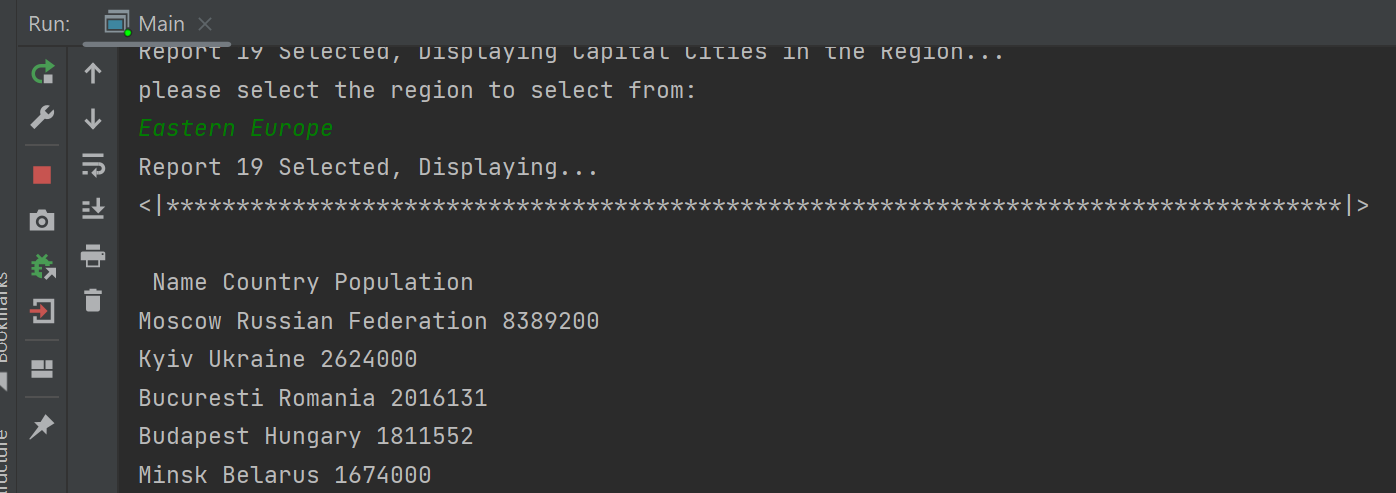 Run: Main
Report 19 Selected, Displaying Capital Cities in the Region...
please select the region to select from:
Eastern Europe
Report 19 Selected, Displaying...
<|************************************************************************************|>
Name Country Population
Moscow Russian Federation 8389200
Kyiv Ukraine 2624000
Bucuresti Romania 2016131
Budapest Hungary 1811552
Minsk Belarus 1674000
Bookmarks